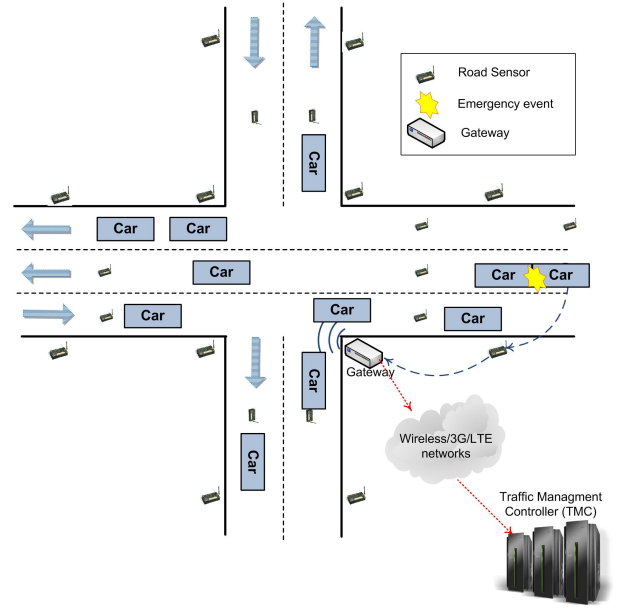 Road Sensor
Emergency event
Gateway
Car
Car
Car
Car
Car
Car
Car
Car
Car
Car
Car
Gateway
Wireless/3G/LTE
networks
Traffic Managment
Controller (TMC)